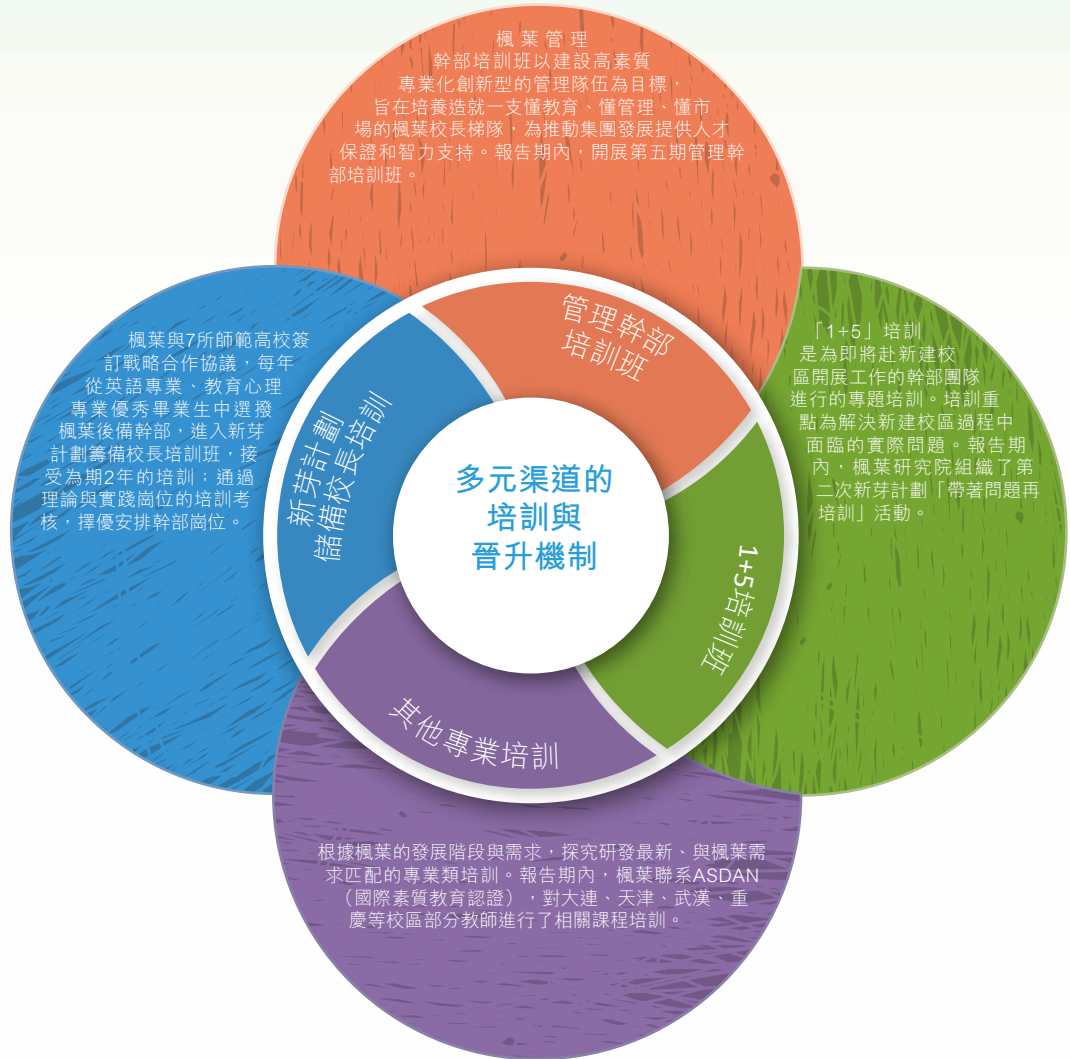 楓葉管理
幹部培訓班以建設高素質
專業化創新型的管理隊伍為目標，
旨在培養造就一支懂教育、懂管理、懂市
場的楓葉校長梯隊，為推動集團發展提供人才
保證和智力支持。報告期內，開展第五期管理幹
部培訓班。
管理幹部
培訓班
楓葉與7所師範高校簽
訂戰略合作協議，每年
從英語專業、教育心理
專業優秀畢業生中選撥
楓葉後備幹部，進入新芽
計劃籌備校長培訓班，接
受為期2年的培訓；通過
理論與實踐崗位的培訓考
核，擇優安排幹部崗位。
新芽計劃
儲備校長培訓
多元渠道的
培訓與
晉升機制
「1+5」培訓
是為即將赴新建校
區開展工作的幹部團隊
進行的專題培訓。培訓重
點為解決新建校區過程中
面臨的實際問題。報告期
內，楓葉研究院組織了第
二次新芽計劃「帶著問題再
培訓」活動。
1+5培訓班
其他專業培訓
根據楓葉的發展階段與需求，探究研發最新、與楓葉需
求匹配的專業類培訓。報告期內，楓葉聯系ASDAN
（國際素質教育認證），對大連、天津、武漢、重
慶等校區部分教師進行了相關課程培訓。